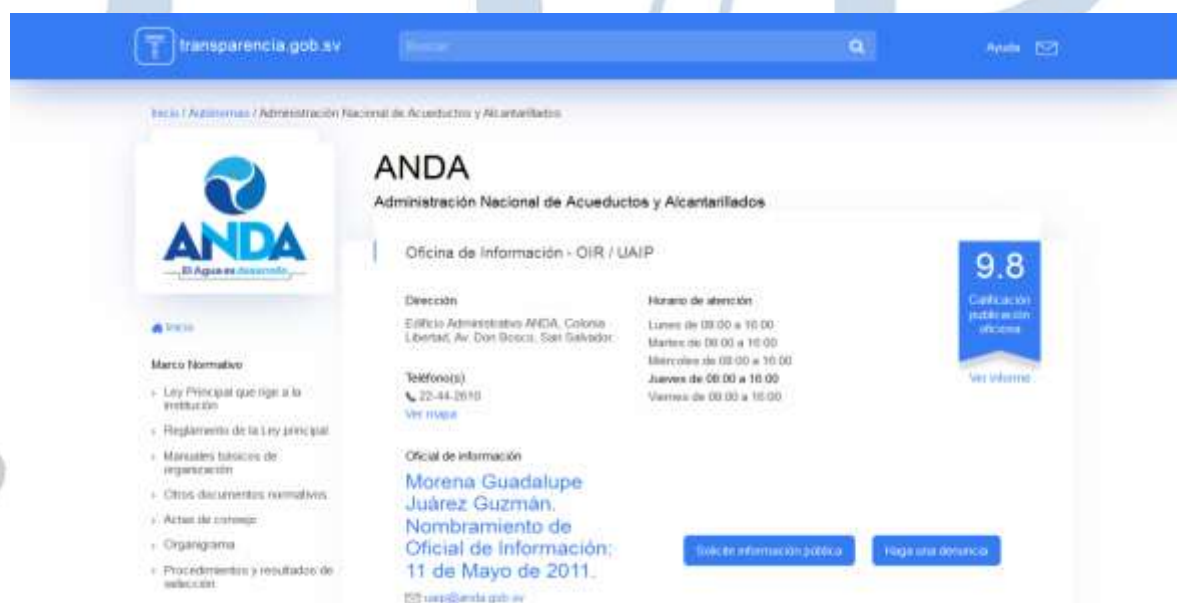 transparencia.gob.sv
Buscar
Ayuda
Inicio / Autónomas / Administración Nacional de Acueductos y Alcantarillados
ANDA
El Agua es desarrollo
ANDA
Administración Nacional de Acueductos y Alcantarillados
Oficina de Información - OIR / UAIP
Dirección
Edificio Administrativo ANDA, Colonia
Libertad, Av. Don Bosco, San Salvador.
Teléfono(s)
22-44-2610
Ver mapa
Horario de atención
Lunes de 08:00 a 16:00
Martes de 08:00 a 16:00
Miércoles de 08:00 a 16:00
Jueves de 08:00 a 16:00
Viernes de 08:00 a 16:00
9.8
Calificación
publicación
oficiosa
Ver informe
Oficial de información
Morena Guadalupe
Juárez Guzmán.
Nombramiento de
Oficial de Información:
11 de Mayo de 2011.
uaip@anda.gob.sv
Solicite información pública
Haga una denuncia
Inicio
Marco Normativo
Ley Principal que rige a la
institución
Reglamento de la Ley principal
Manuales básicos de
organización
Otros documentos normativos
Actas de consejo
Organigrama
Procedimientos y resultados de
selección